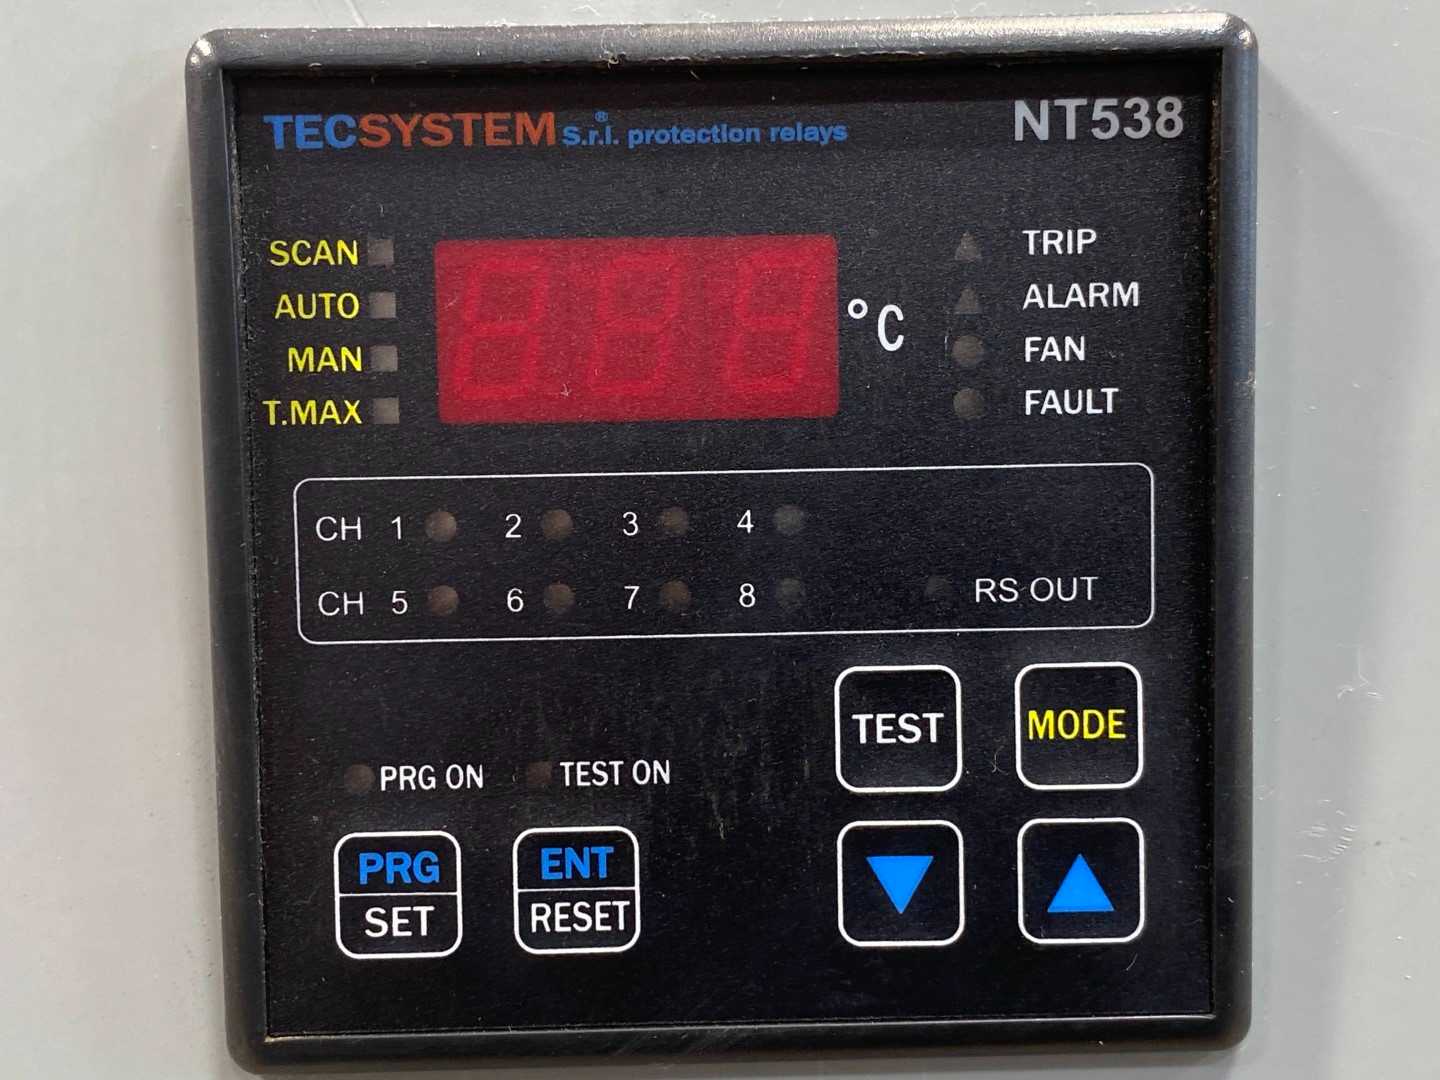 TECSYSTEM® S.r.l. protection relays NT538
SCAN
AUTO
MAN
T.MAX
°C
TRIP
ALARM
FAN
FAULT
CH 1 2 3 4
CH 5 6 7 8 RS OUT
TEST MODE
PRG ON TEST ON
PRG
SET
ENT
RESET